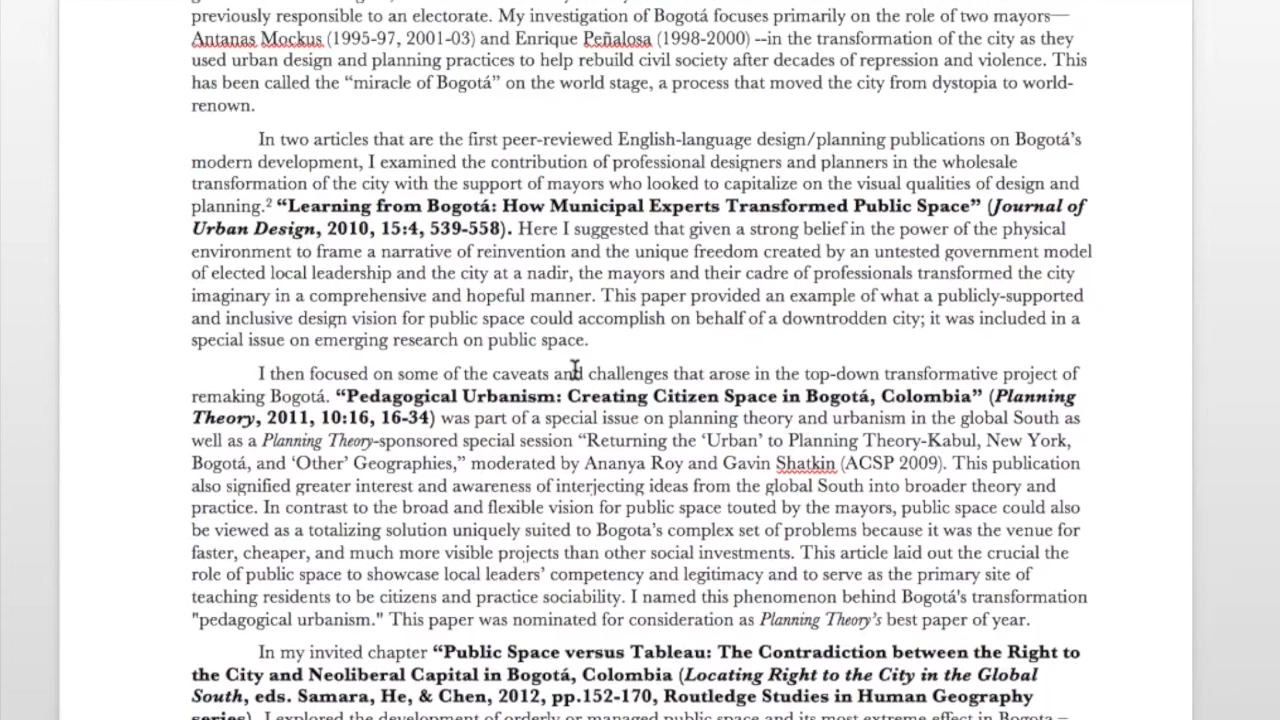 previously responsible to an electorate. My investigation of Bogotá focuses primarily on the role of two mayors—
Antanas Mockus (1995-97, 2001-03) and Enrique Peñalosa (1998-2000) --in the transformation of the city as they
used urban design and planning practices to help rebuild civil society after decades of repression and violence. This
has been called the “miracle of Bogotá” on the world stage, a process that moved the city from dystopia to world-
renown.
In two articles that are the first peer-reviewed English-language design/planning publications on Bogotá’s
modern development, I examined the contribution of professional designers and planners in the wholesale
transformation of the city with the support of mayors who looked to capitalize on the visual qualities of design and
planning.² “Learning from Bogotá: How Municipal Experts Transformed Public Space” (Journal of
Urban Design, 2010, 15:4, 539-558). Here I suggested that given a strong belief in the power of the physical
environment to frame a narrative of reinvention and the unique freedom created by an untested government model
of elected local leadership and the city at a nadir, the mayors and their cadre of professionals transformed the city
imaginary in a comprehensive and hopeful manner. This paper provided an example of what a publicly-supported
and inclusive design vision for public space could accomplish on behalf of a downtrodden city; it was included in a
special issue on emerging research on public space.
I then focused on some of the caveats and challenges that arose in the top-down transformative project of
remaking Bogotá. “Pedagogical Urbanism: Creating Citizen Space in Bogotá, Colombia” (Planning
Theory, 2011, 10:16, 16-34) was part of a special issue on planning theory and urbanism in the global South as
well as a Planning Theory-sponsored special session “Returning the ‘Urban’ to Planning Theory-Kabul, New York,
Bogotá, and ‘Other’ Geographies,” moderated by Ananya Roy and Gavin Shatkin (ACSP 2009). This publication
also signified greater interest and awareness of interjecting ideas from the global South into broader theory and
practice. In contrast to the broad and flexible vision for public space touted by the mayors, public space could also
be viewed as a totalizing solution uniquely suited to Bogota’s complex set of problems because it was the venue for
faster, cheaper, and much more visible projects than other social investments. This article laid out the crucial the
role of public space to showcase local leaders’ competency and legitimacy and to serve as the primary site of
teaching residents to be citizens and practice sociability. I named this phenomenon behind Bogotá's transformation
"pedagogical urbanism." This paper was nominated for consideration as Planning Theory’s best paper of year.
In my invited chapter “Public Space versus Tableau: The Contradiction between the Right to
the City and Neoliberal Capital in Bogotá, Colombia (Locating Right to the City in the Global
South, eds. Samara, He, & Chen, 2012, pp.152-170, Routledge Studies in Human Geography
series). I explored the development of orderly or managed public space and its most extreme effect in Bogota –